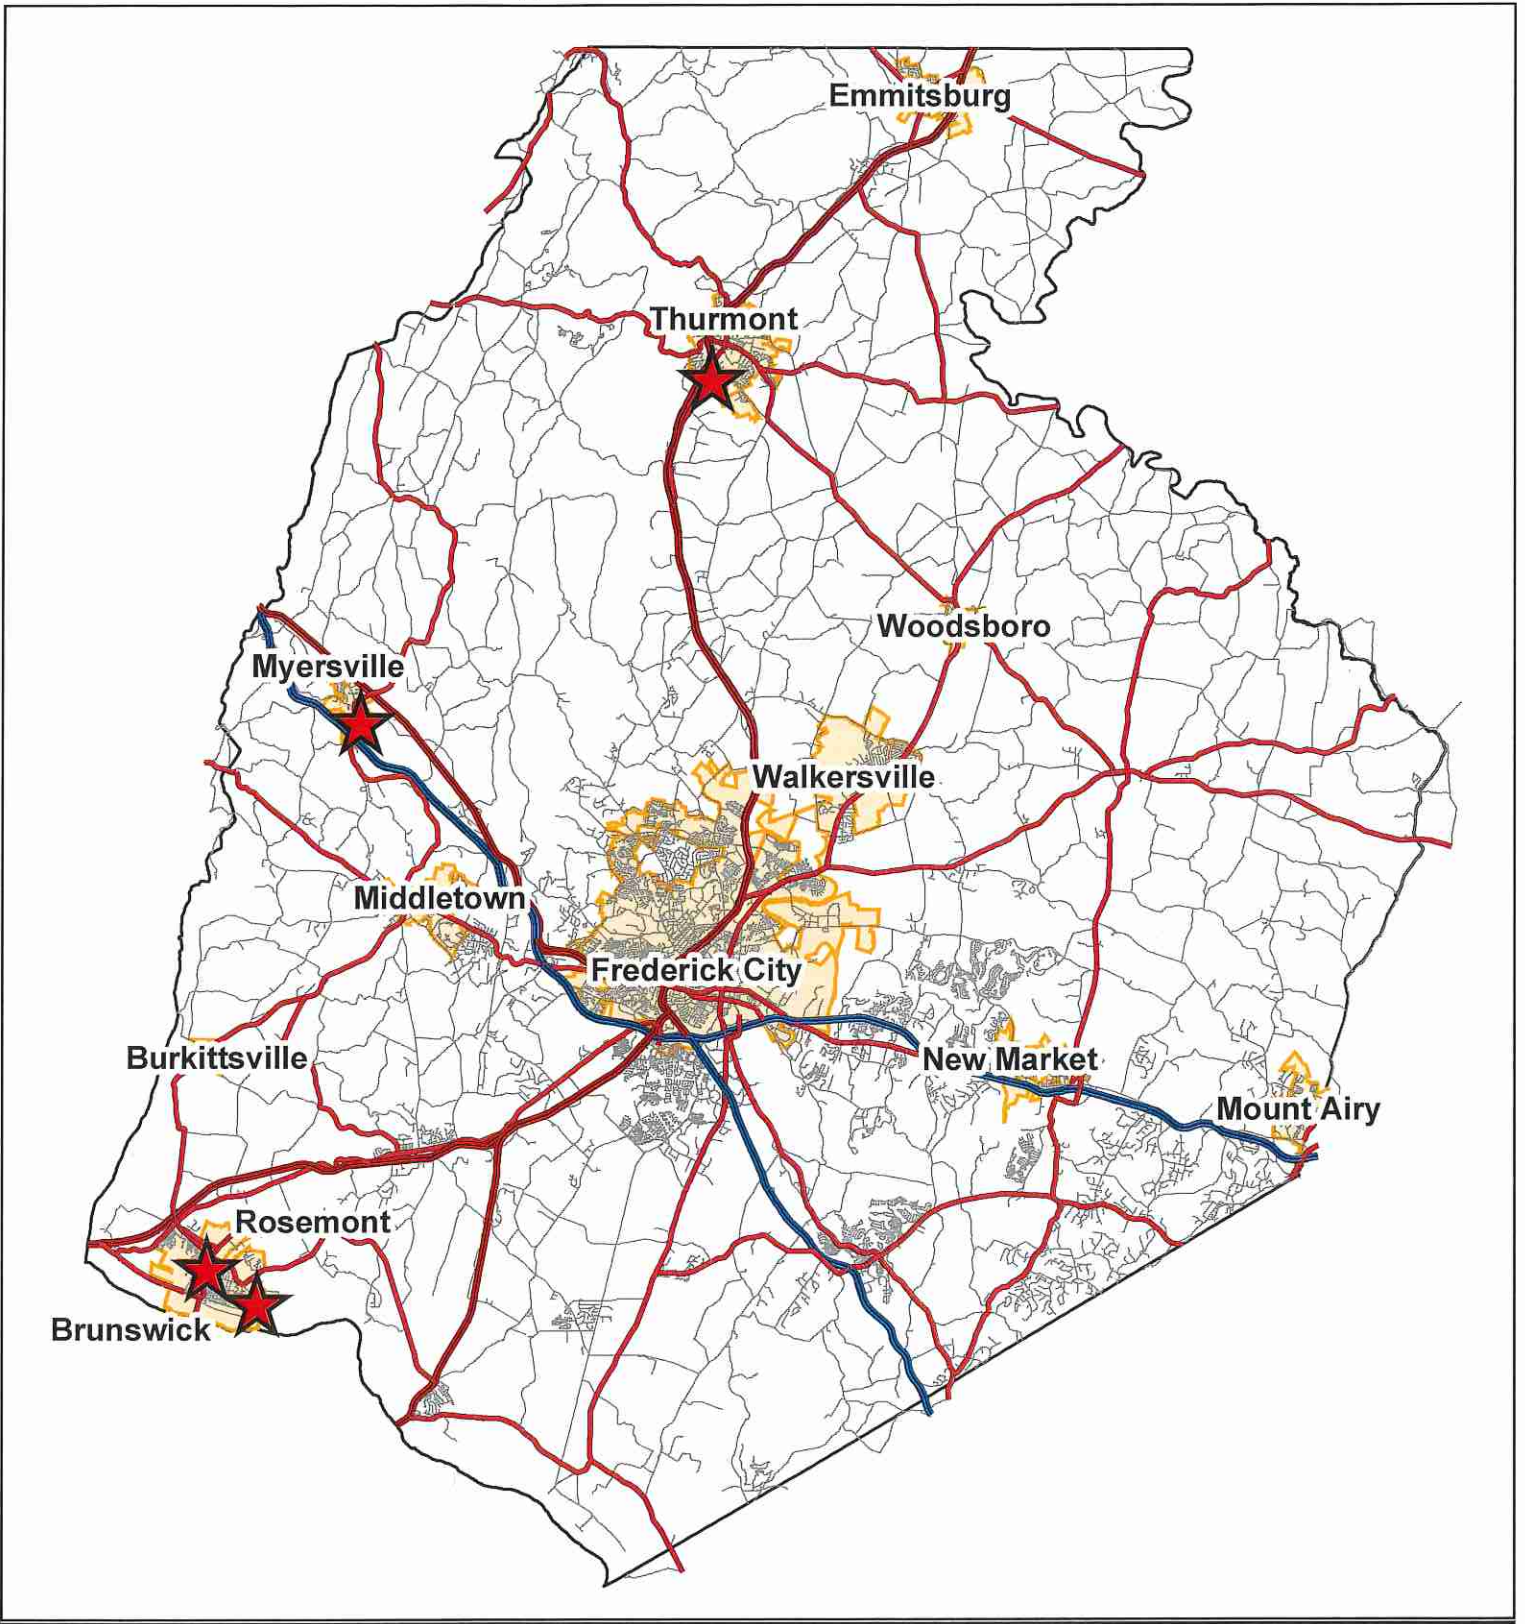 Emmitsburg
Thurmont
Woodsboro
Myersville
Walkersville
Middletown
Frederick City
Burkittsville
New Market
Mount Airy
Rosemont
Brunswick